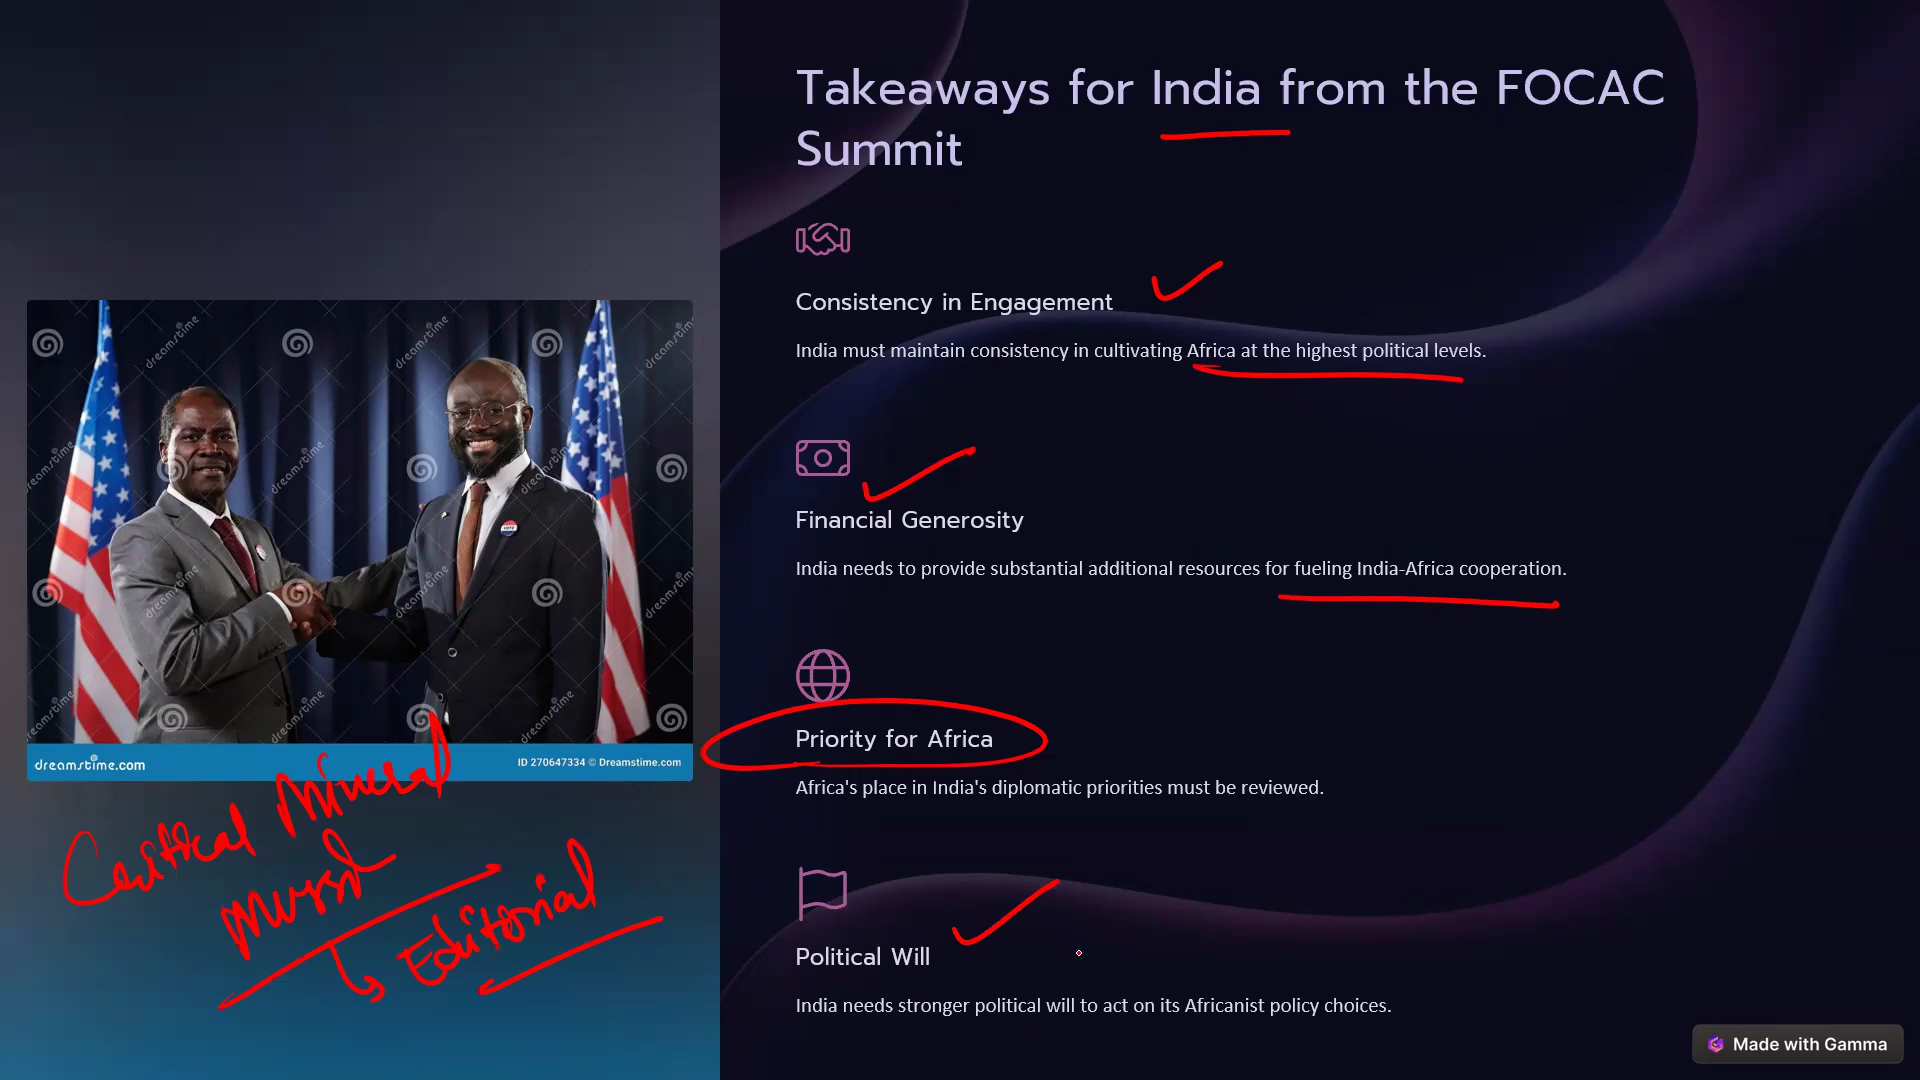 Takeaways for India from the FOCAC
Summit
Consistency in Engagement
India must maintain consistency in cultivating Africa at the highest political levels.
Financial Generosity
India needs to provide substantial additional resources for fueling India-Africa cooperation.
Priority for Africa
Africa's place in India's diplomatic priorities must be reviewed.
Political Will
India needs stronger political will to act on its Africanist policy choices.
dreamstime.com
ID 270647334 © Dreamstime.com
Critical Mineral
Editorial
Made with Gamma